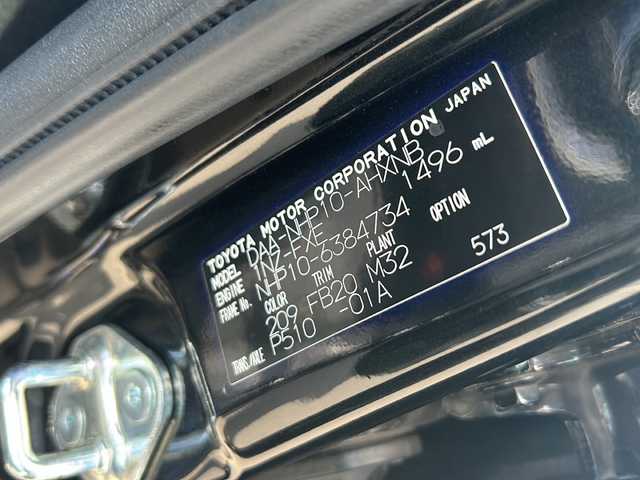 TOYOTA MOTOR CORPORATION JAPAN
MODEL DAA-NHP10-AHXNB
ENGINE 1NZ-FXE 1496 mL
FRAME No. NHP10-6384734
COLOR TRIM PLANT OPTION
209 FB20 M32 573
TRANS/AXLE P510 -01A